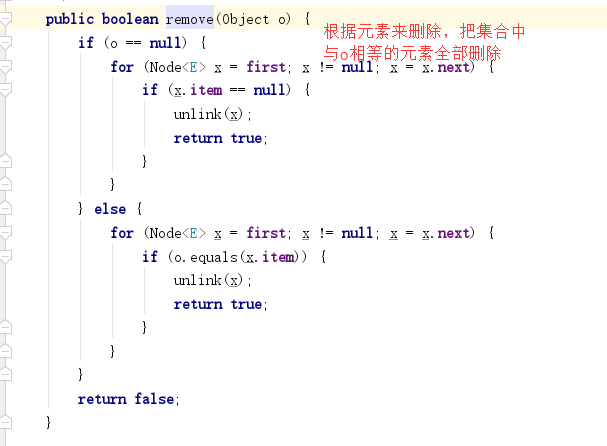 public boolean remove(Object o) {
根据元素来删除，把集合中
与o相等的元素全部删除
if (o == null) {
for (Node<E> x = first; x != null; x = x.next) {
if (x.item == null) {
unlink(x);
return true;
}
}
} else {
for (Node<E> x = first; x != null; x = x.next) {
if (o.equals(x.item)) {
unlink(x);
return true;
}
}
}
return false;
}